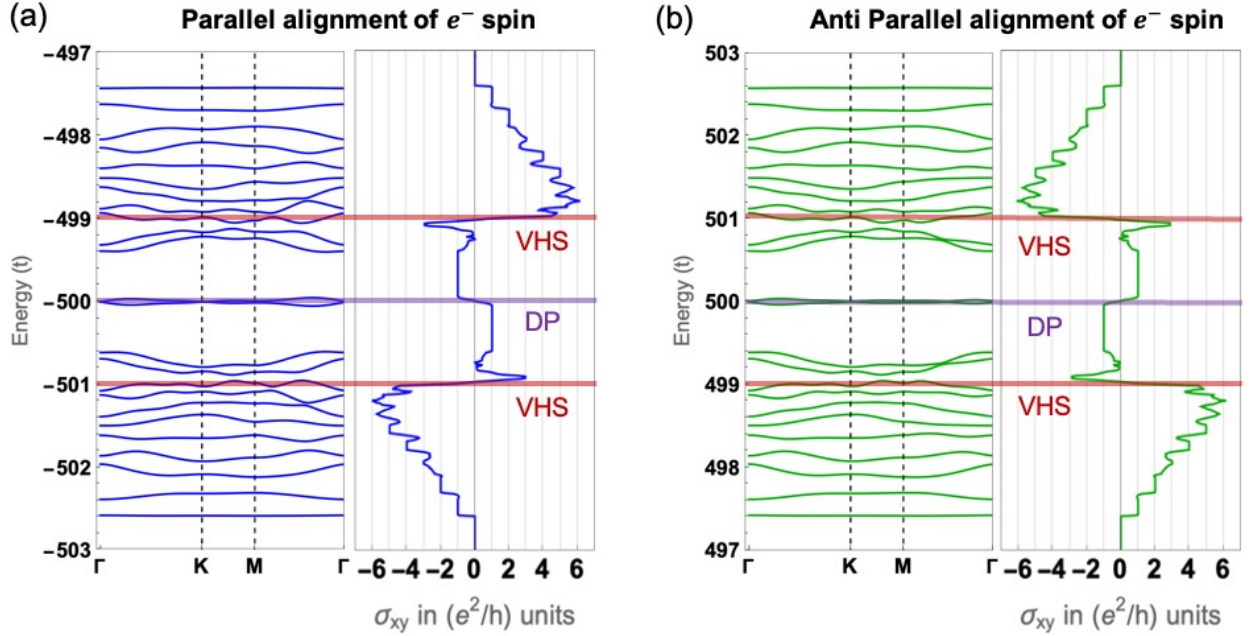 (a)
Parallel alignment of e⁻ spin
−497
−498
−499
−500
−501
−502
−503
Energy (t)
VHS
DP
VHS
Γ K M Γ
−6 −4 −2 0 2 4 6
σxy in (e²/h) units
(b)
Anti Parallel alignment of e⁻ spin
503
502
501
500
499
498
497
Energy (t)
VHS
DP
VHS
Γ K M Γ
−6 −4 −2 0 2 4 6
σxy in (e²/h) units